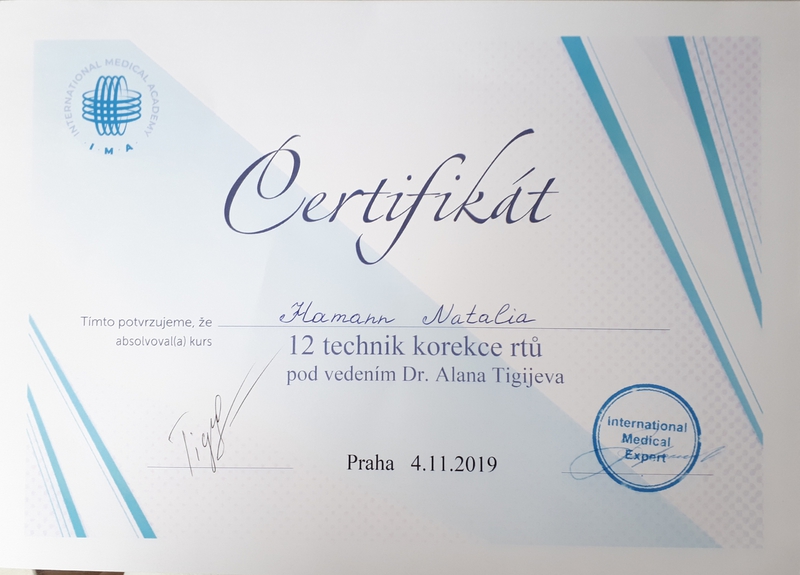 INTERNATIONAL MEDICAL ACADEMY
I M A
Certifikát
Tímto potvrzujeme, že Hamann Natalia
absolvoval(a) kurs
12 technik korekce rtů
pod vedením Dr. Alana Tigijeva
Praha 4.11.2019
International
Medical
Expert